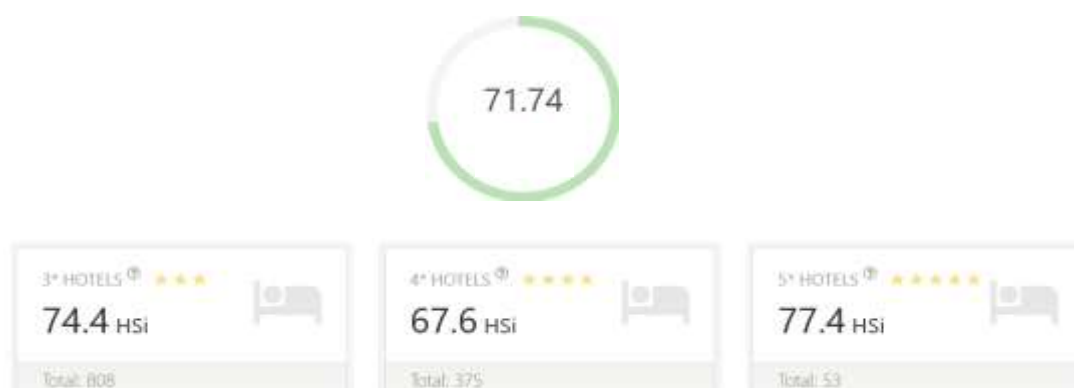 71.74
3* HOTELS ★ ★ ★
4* HOTELS ★ ★ ★ ★
5* HOTELS ★ ★ ★ ★ ★
74.4 HSi
67.6 HSi
77.4 HSi
Total: 808
Total: 375
Total: 53